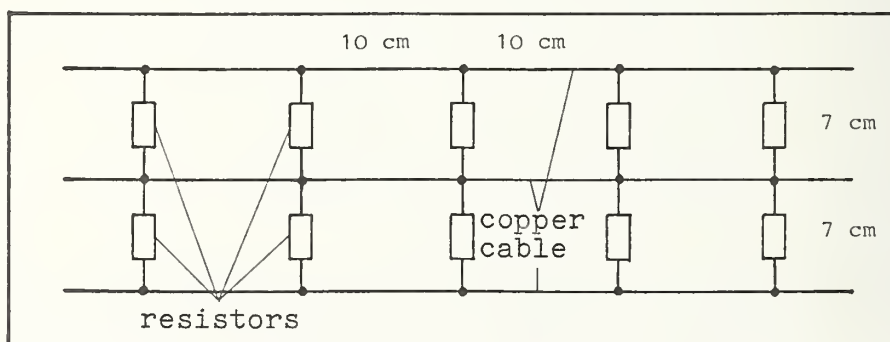 10 cm 10 cm
7 cm
copper
cable
7 cm
resistors